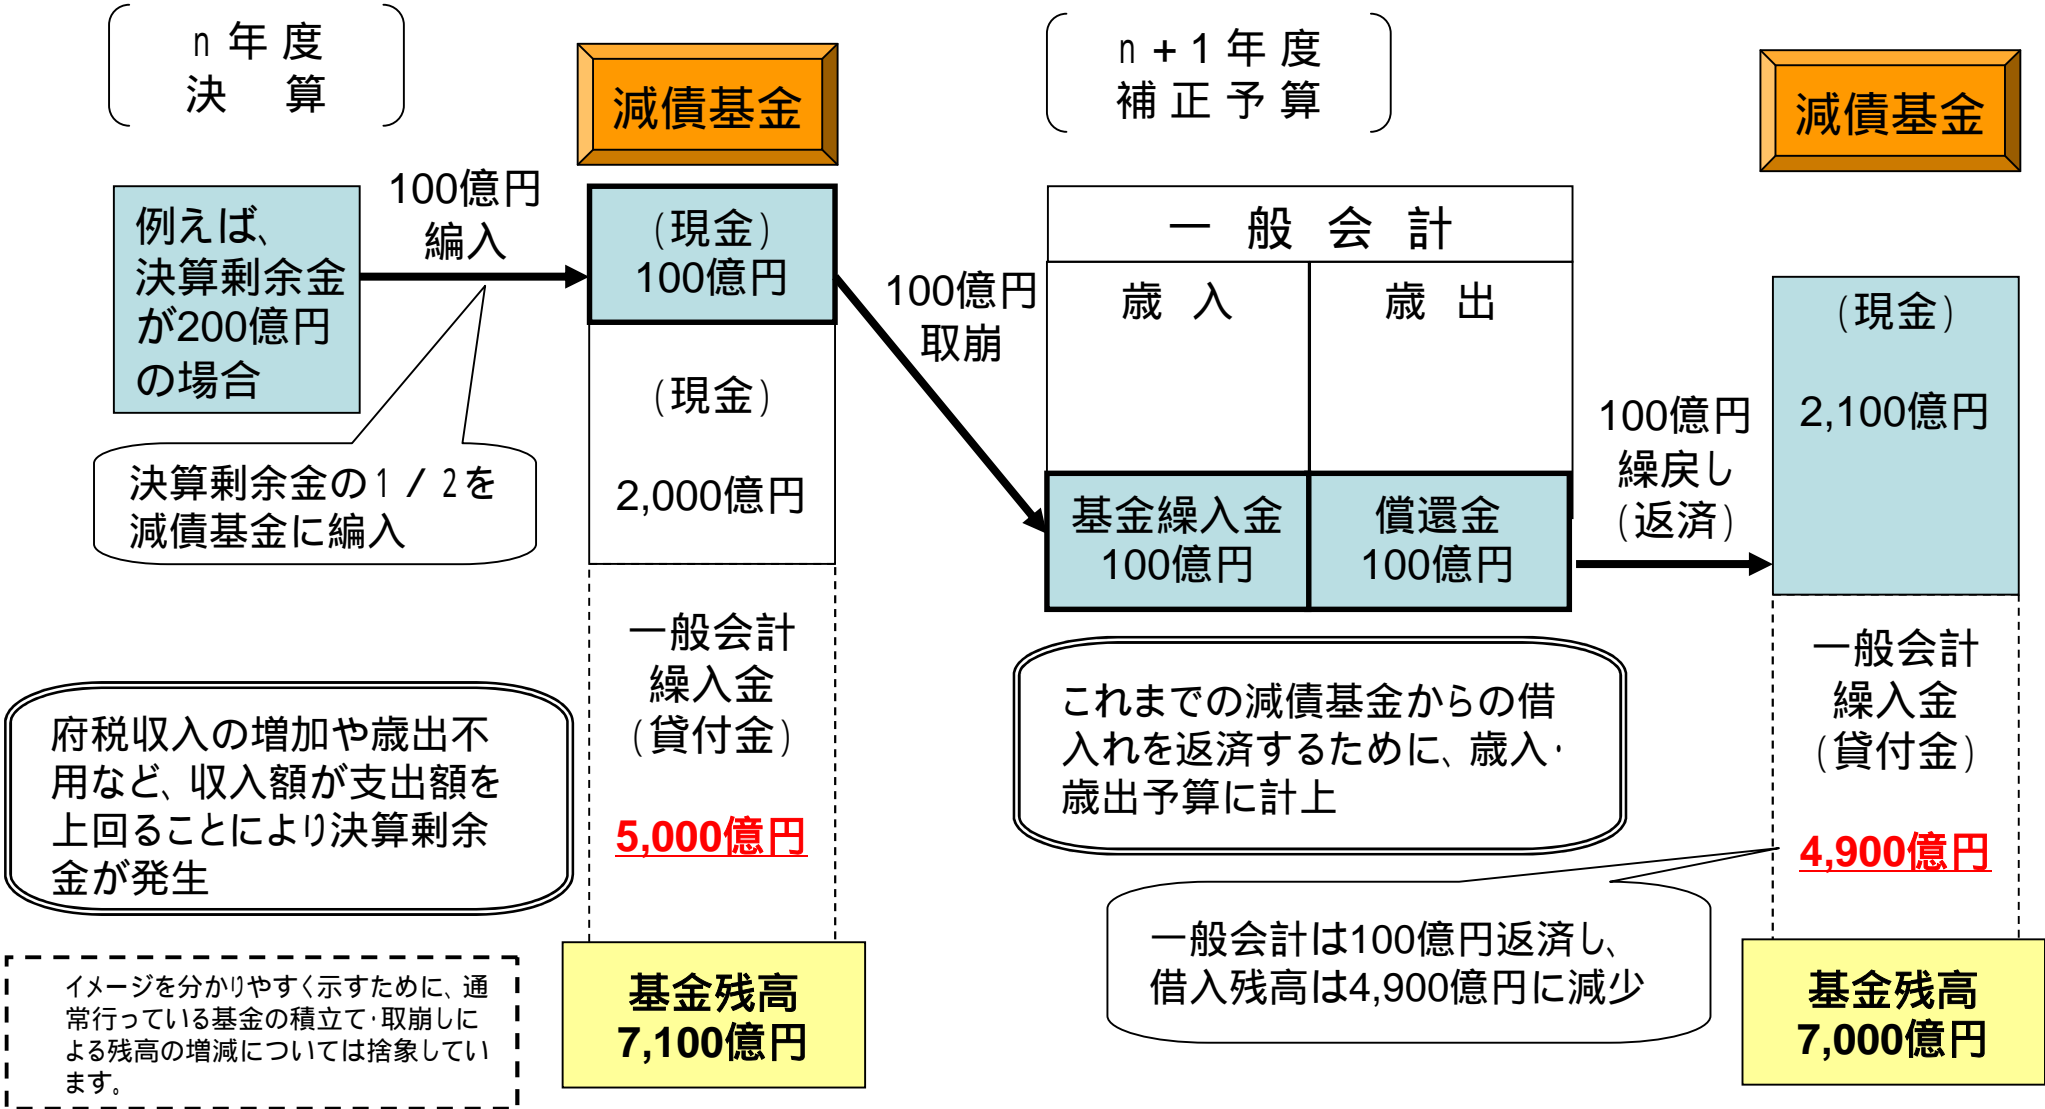 n年度
決　算
減債基金
n+1年度
補正予算
減債基金
例えば、
決算剰余金
が200億円
の場合
100億円
編入
(現金)
100億円
(現金)
2,000億円
一般会計
繰入金
(貸付金)
5,000億円
基金残高
7,100億円
決算剰余金の1/2を
減債基金に編入
府税収入の増加や歳出不
用など、収入額が支出額を
上回ることにより決算剰余
金が発生
イメージを分かりやすく示すために、通
常行っている基金の積立て・取崩しに
よる残高の増減については捨象してい
ます。
100億円
取崩
一般会計
歳入
歳出
基金繰入金
100億円
償還金
100億円
100億円
繰戻し
(返済)
これまでの減債基金からの借
入れを返済するために、歳入・
歳出予算に計上
一般会計は100億円返済し、
借入残高は4,900億円に減少
(現金)
2,100億円
一般会計
繰入金
(貸付金)
4,900億円
基金残高
7,000億円